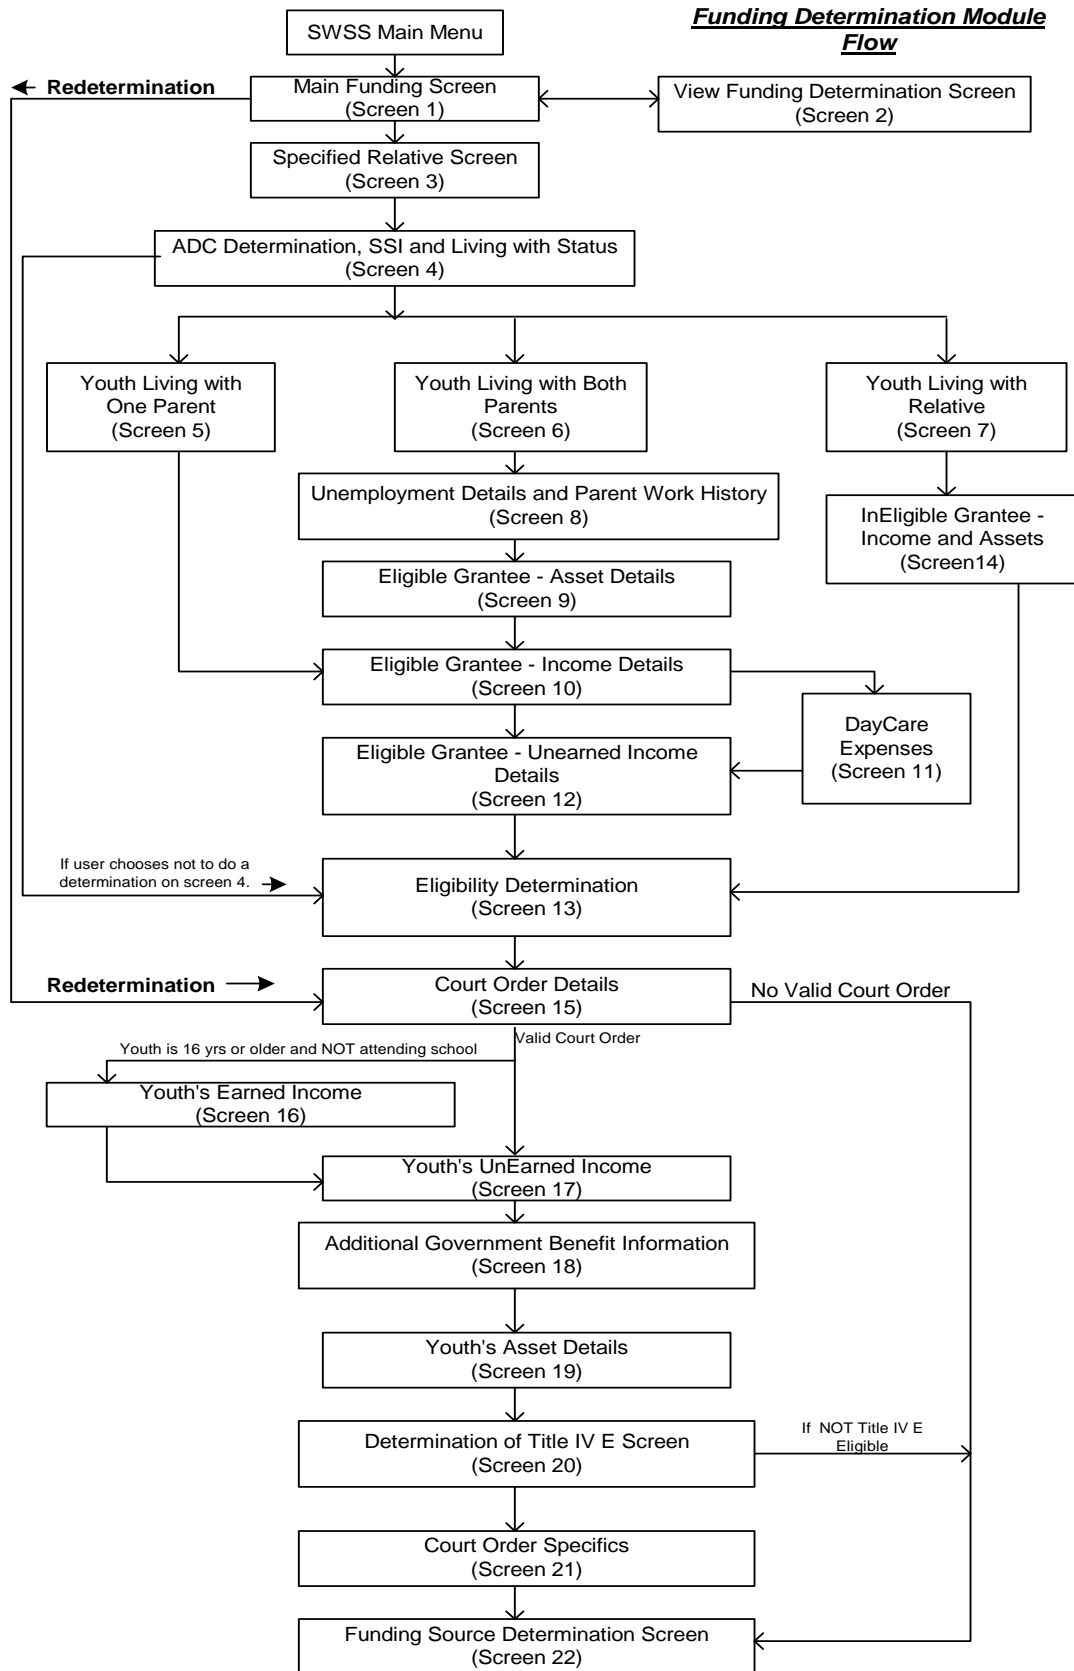 Funding Determination Module
Flow
SWSS Main Menu
Redetermination
Main Funding Screen
(Screen 1)
View Funding Determination Screen
(Screen 2)
Specified Relative Screen
(Screen 3)
ADC Determination, SSI and Living with Status
(Screen 4)
Youth Living with
One Parent
(Screen 5)
Youth Living with Both
Parents
(Screen 6)
Youth Living with
Relative
(Screen 7)
Unemployment Details and Parent Work History
(Screen 8)
InEligible Grantee -
Income and Assets
(Screen14)
Eligible Grantee - Asset Details
(Screen 9)
Eligible Grantee - Income Details
(Screen 10)
DayCare
Expenses
(Screen 11)
Eligible Grantee - Unearned Income
Details
(Screen 12)
If user chooses not to do a
determination on screen 4.
Eligibility Determination
(Screen 13)
Redetermination
Court Order Details
(Screen 15)
No Valid Court Order
Valid Court Order
Youth is 16 yrs or older and NOT attending school
Youth's Earned Income
(Screen 16)
Youth's UnEarned Income
(Screen 17)
Additional Government Benefit Information
(Screen 18)
Youth's Asset Details
(Screen 19)
Determination of Title IV E Screen
(Screen 20)
If NOT Title IV E
Eligible
Court Order Specifics
(Screen 21)
Funding Source Determination Screen
(Screen 22)